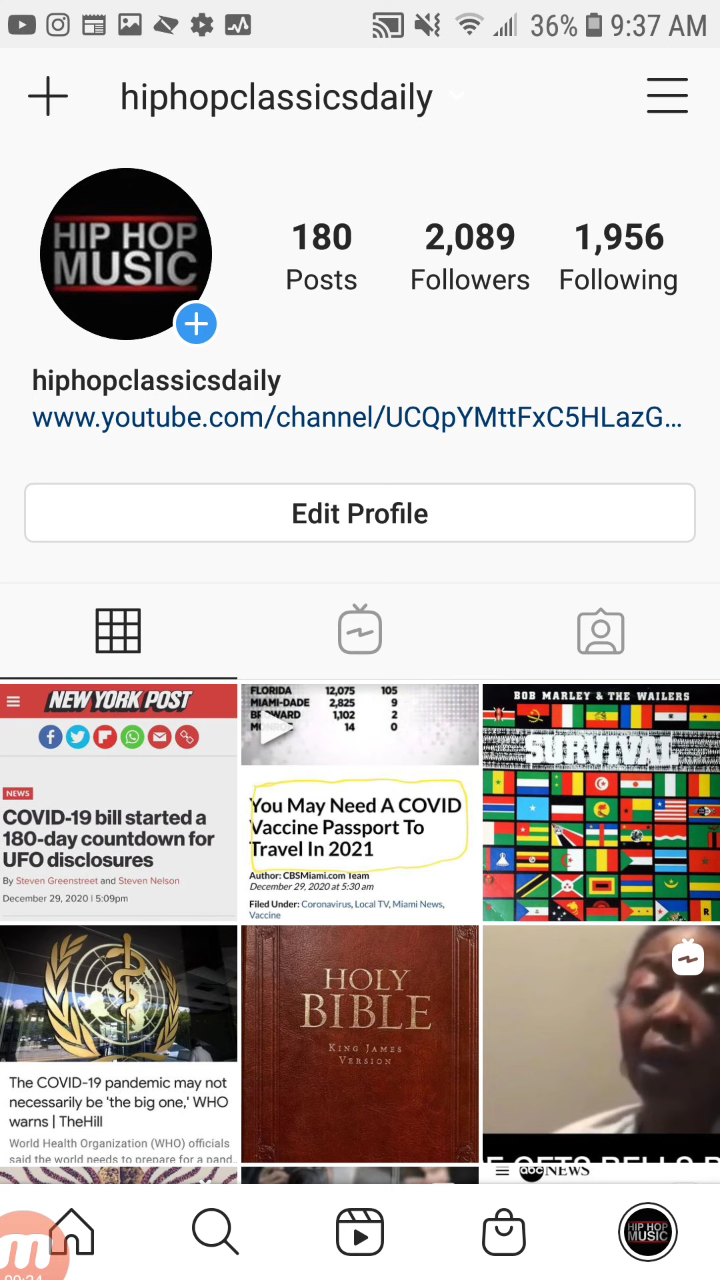 36% 9:37 AM
hiphopclassicsdaily
HIP HOP
MUSIC
180
Posts
2,089
Followers
1,956
Following
hiphopclassicsdaily
www.youtube.com/channel/UCQpYMttFxC5HLazG...
Edit Profile
NEW YORK POST
NEWS
COVID-19 bill started a
180-day countdown for
UFO disclosures
By Steven Greenstreet and Steven Nelson
December 29, 2020 | 5:09pm
FLORIDA 12,075 105
MIAMI-DADE 2,825 9
1,102 2
14 0
You May Need A COVID
Vaccine Passport To
Travel In 2021
Author: CBSMiami.com Team
December 29, 2020 at 5:30 am
Filed Under: Coronavirus, Local TV, Miami News,
Vaccine
BOB MARLEY & THE WAILERS
SURVIVAL
The COVID-19 pandemic may not
necessarily be 'the big one,' WHO
warns | TheHill
World Health Organization (WHO) officials
said the world needs to prepare for a pand...
HOLY
BIBLE
KING JAMES
VERSION
abc NEWS
m
00:24
HIP HOP
MUSIC